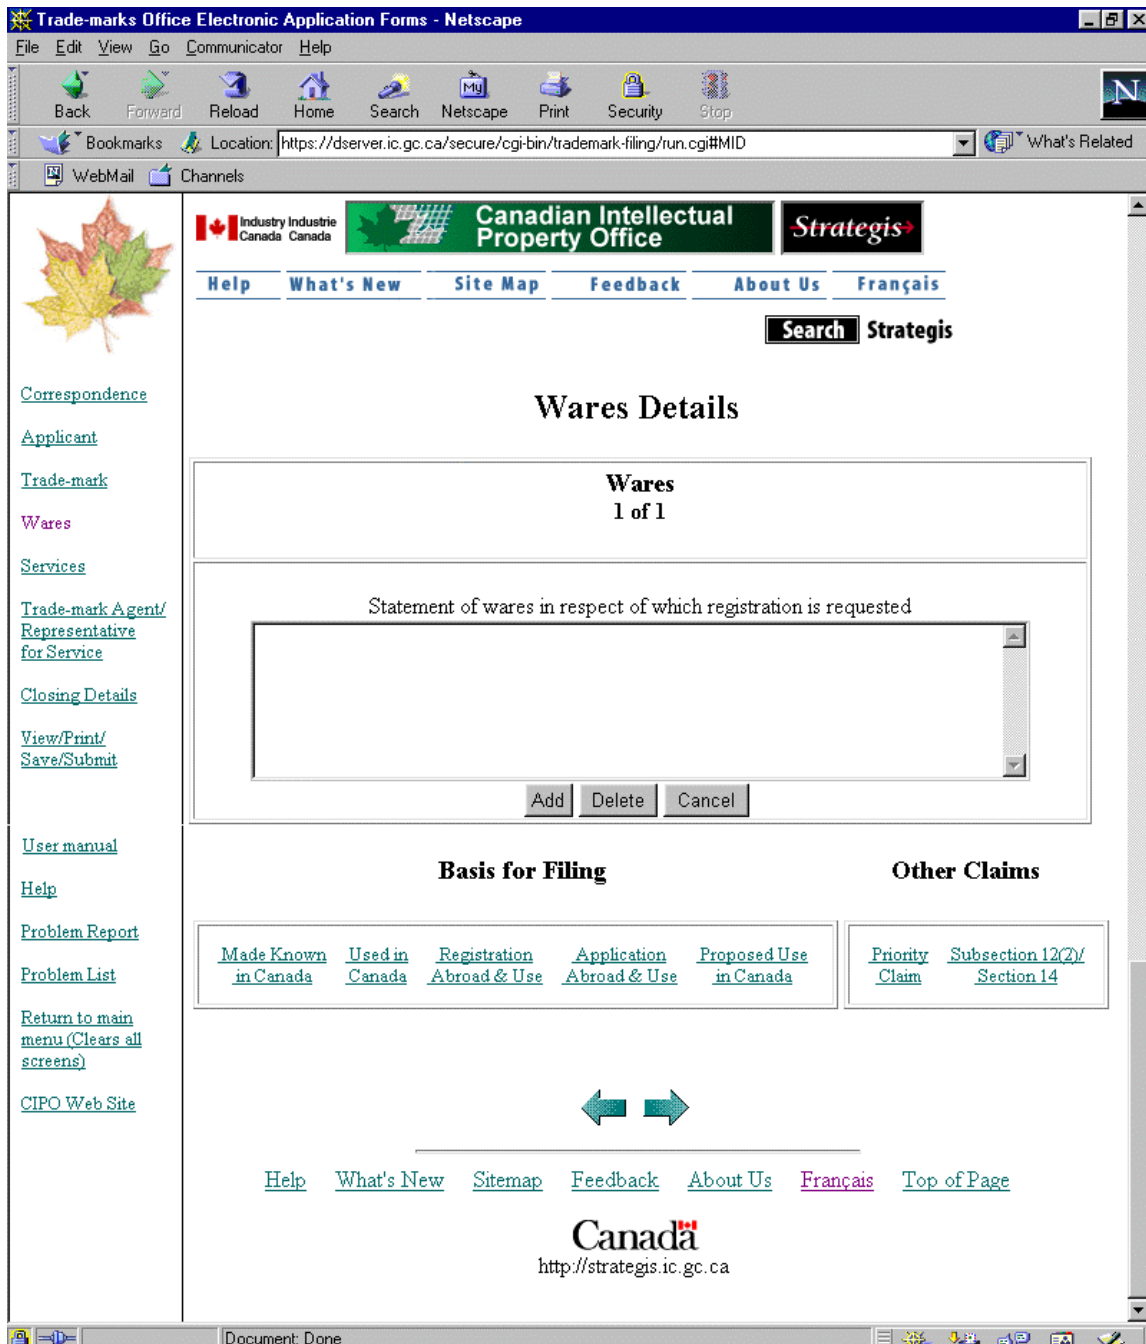 Trade-marks Office Electronic Application Forms - Netscape
File Edit View Go Communicator Help
Back Forward Reload Home Search Netscape Print Security Stop
My
N
Bookmarks Location: https://dserver.ic.gc.ca/secure/cgi-bin/trademark-filing/run.cgi#MID What's Related
WebMail Channels
Industry Industrie
Canada Canada
Canadian Intellectual
Property Office
Strategis
Help What's New Site Map Feedback About Us Français
Search Strategis
Correspondence
Applicant
Trade-mark
Wares
Services
Trade-mark Agent/
Representative
for Service
Closing Details
View/Print/
Save/Submit
User manual
Help
Problem Report
Problem List
Return to main
menu (Clears all
screens)
CIPO Web Site
Wares Details
Wares
1 of 1
Statement of wares in respect of which registration is requested
Add Delete Cancel
Basis for Filing
Other Claims
Made Known
in Canada
Used in
Canada
Registration
Abroad & Use
Application
Abroad & Use
Proposed Use
in Canada
Priority
Claim
Subsection 12(2)/
Section 14
Help What's New Sitemap Feedback About Us Français Top of Page
Canada
http://strategis.ic.gc.ca
Document: Done